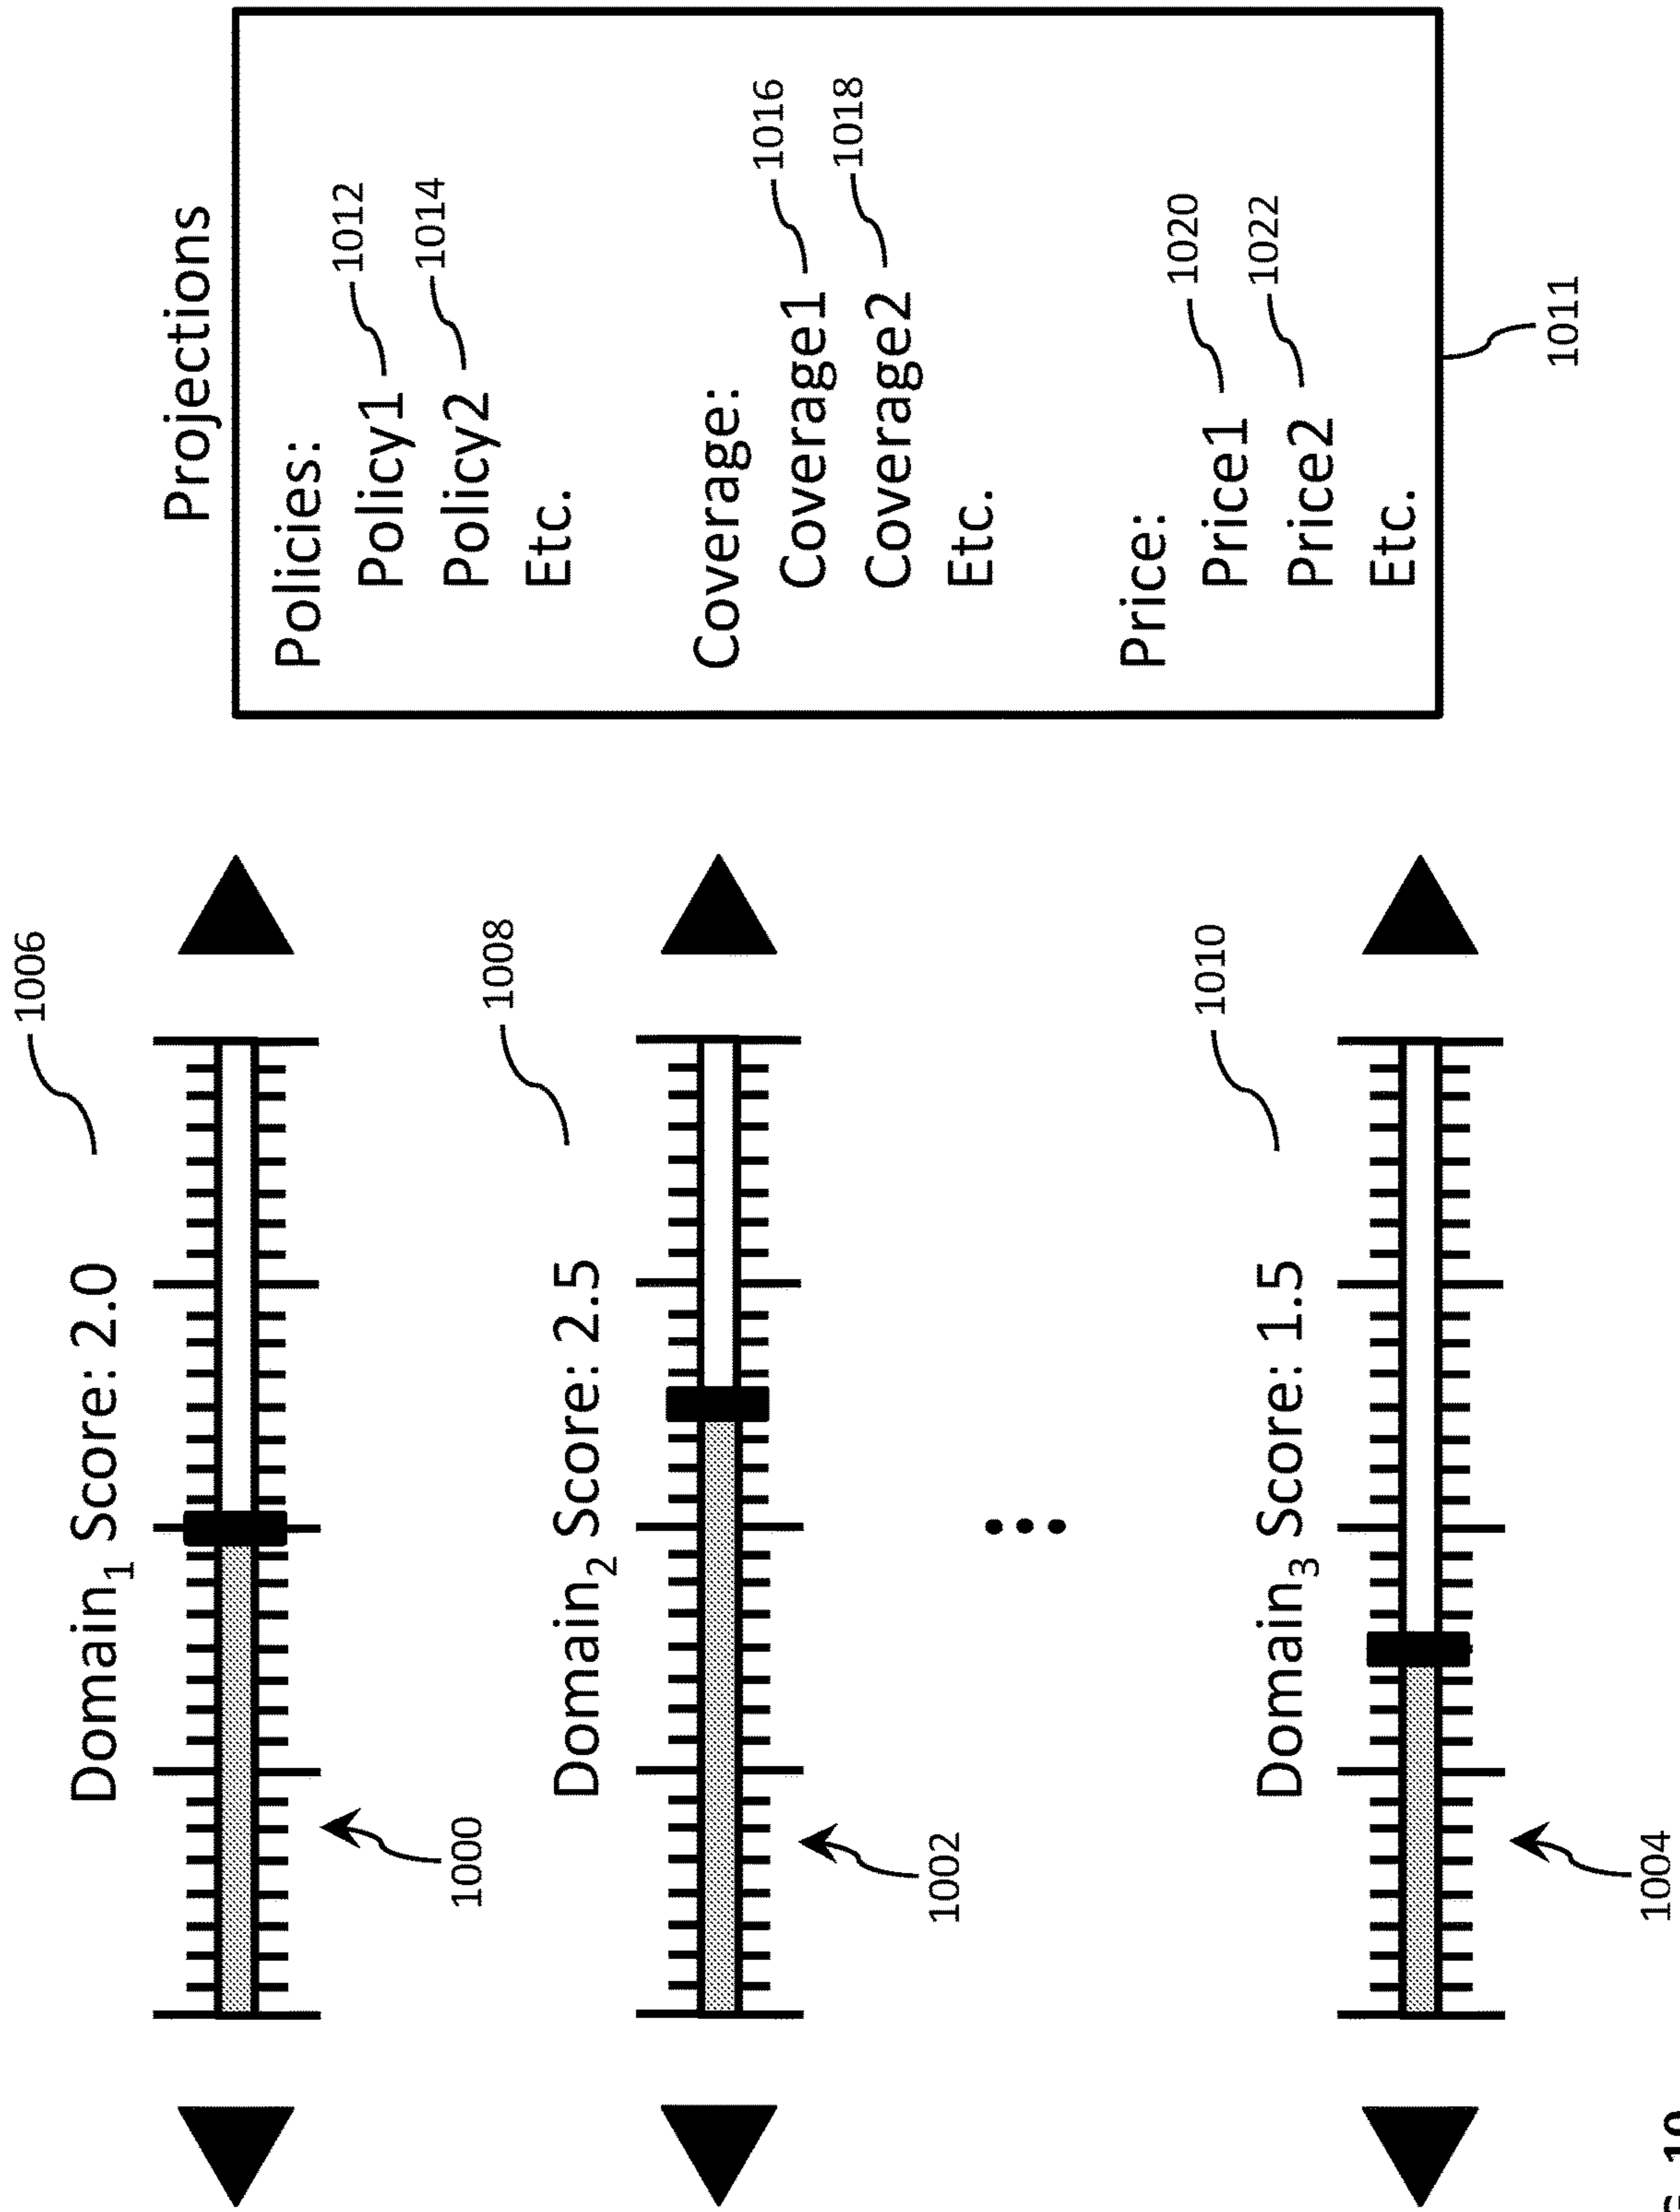 Domain₁ Score: 2.0
1006
1000
Domain₂ Score: 2.5
1008
1002
Domain₃ Score: 1.5
1010
1004
Projections
Policies:
Policy1
1012
Policy2
1014
Etc.
Coverage:
Coverage1
1016
Coverage2
1018
Etc.
Price:
Price1
1020
Price2
1022
Etc.
1011